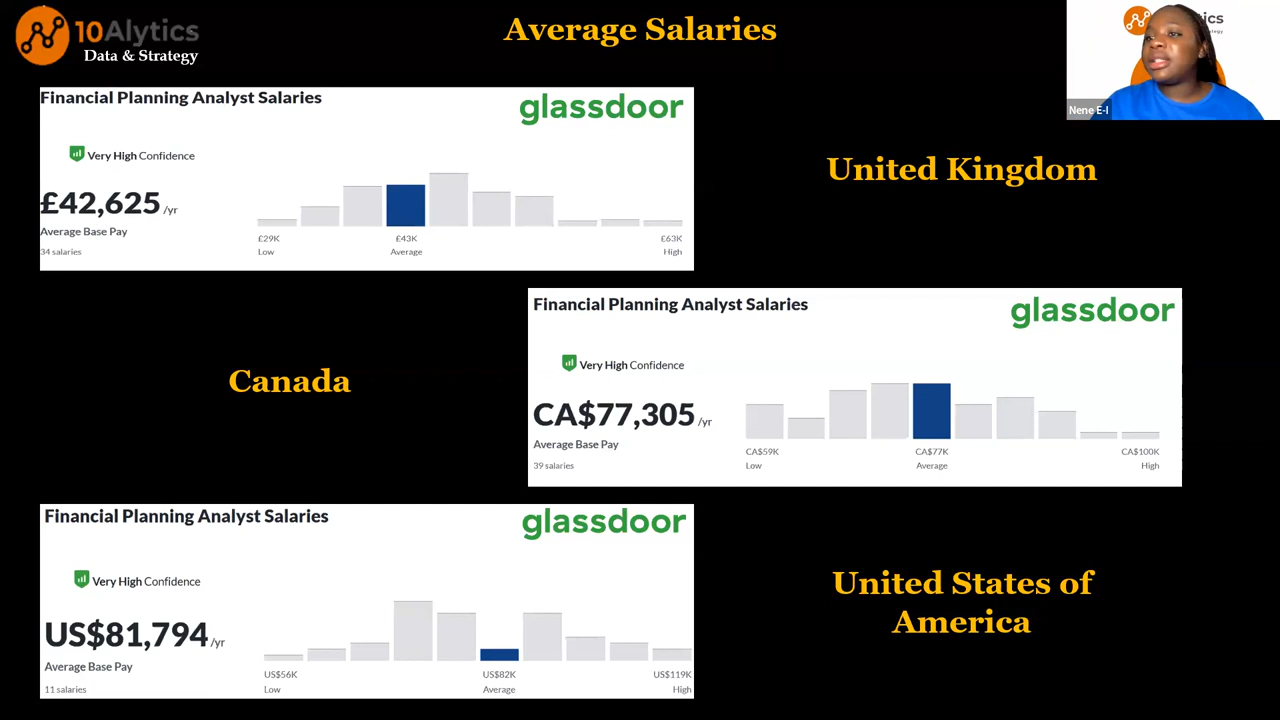 10Alytics
Data & Strategy
Average Salaries
ytics
tegy
Nene E-I
Financial Planning Analyst Salaries
glassdoor
Very High Confidence
£42,625 /yr
Average Base Pay
34 salaries
£29K £43K £63K
Low Average High
United Kingdom
Financial Planning Analyst Salaries
glassdoor
Very High Confidence
CA$77,305 /yr
Average Base Pay
39 salaries
CA$59K CA$77K CA$100K
Low Average High
Canada
Financial Planning Analyst Salaries
glassdoor
Very High Confidence
US$81,794 /yr
Average Base Pay
11 salaries
US$56K US$82K US$119K
Low Average High
United States of
America